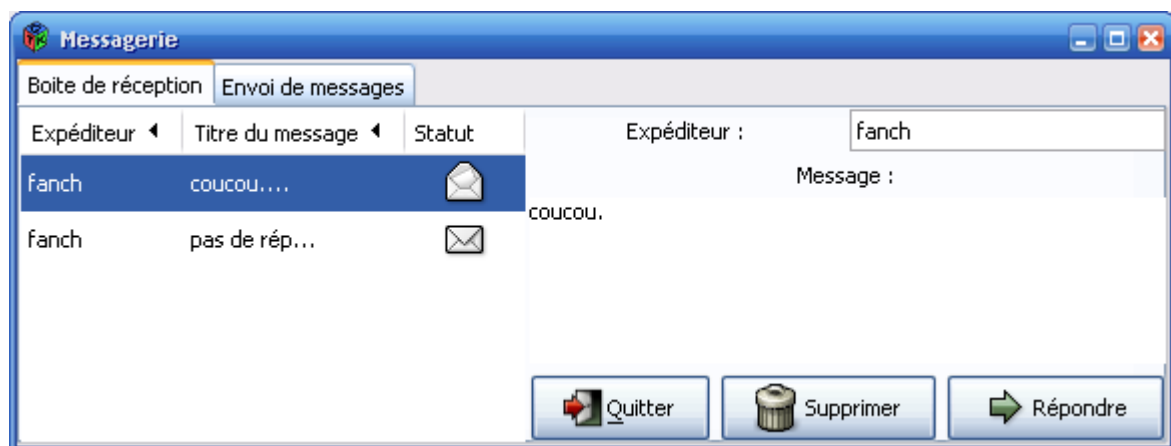 Messagerie
Boite de réception Envoi de messages
Expéditeur Titre du message Statut Expéditeur : fanch
Message :
fanch coucou....
coucou.
fanch pas de rép...
Quitter Supprimer Répondre